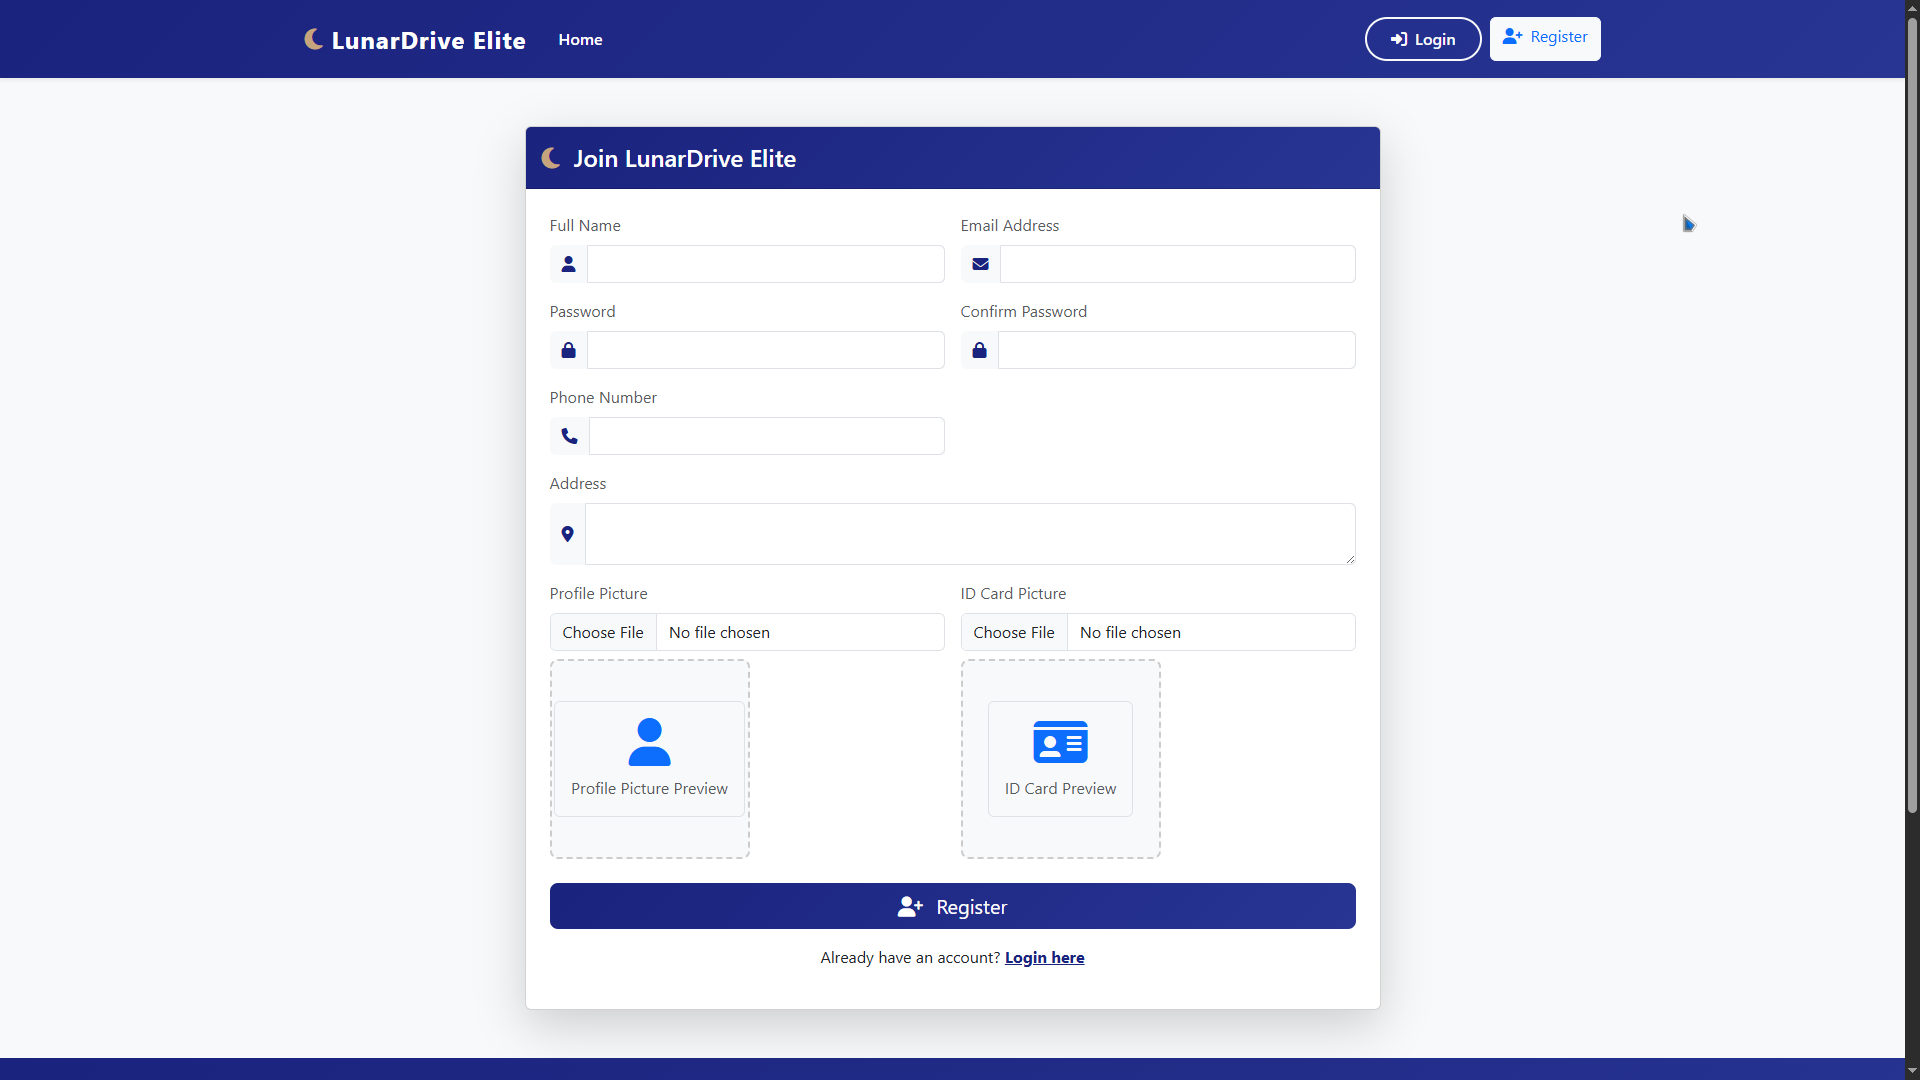 LunarDrive Elite Home Login Register
Join LunarDrive Elite
Full Name Email Address
Password Confirm Password
Phone Number
Address
Profile Picture ID Card Picture
Choose File No file chosen Choose File No file chosen
Profile Picture Preview ID Card Preview
Register
Already have an account? Login here